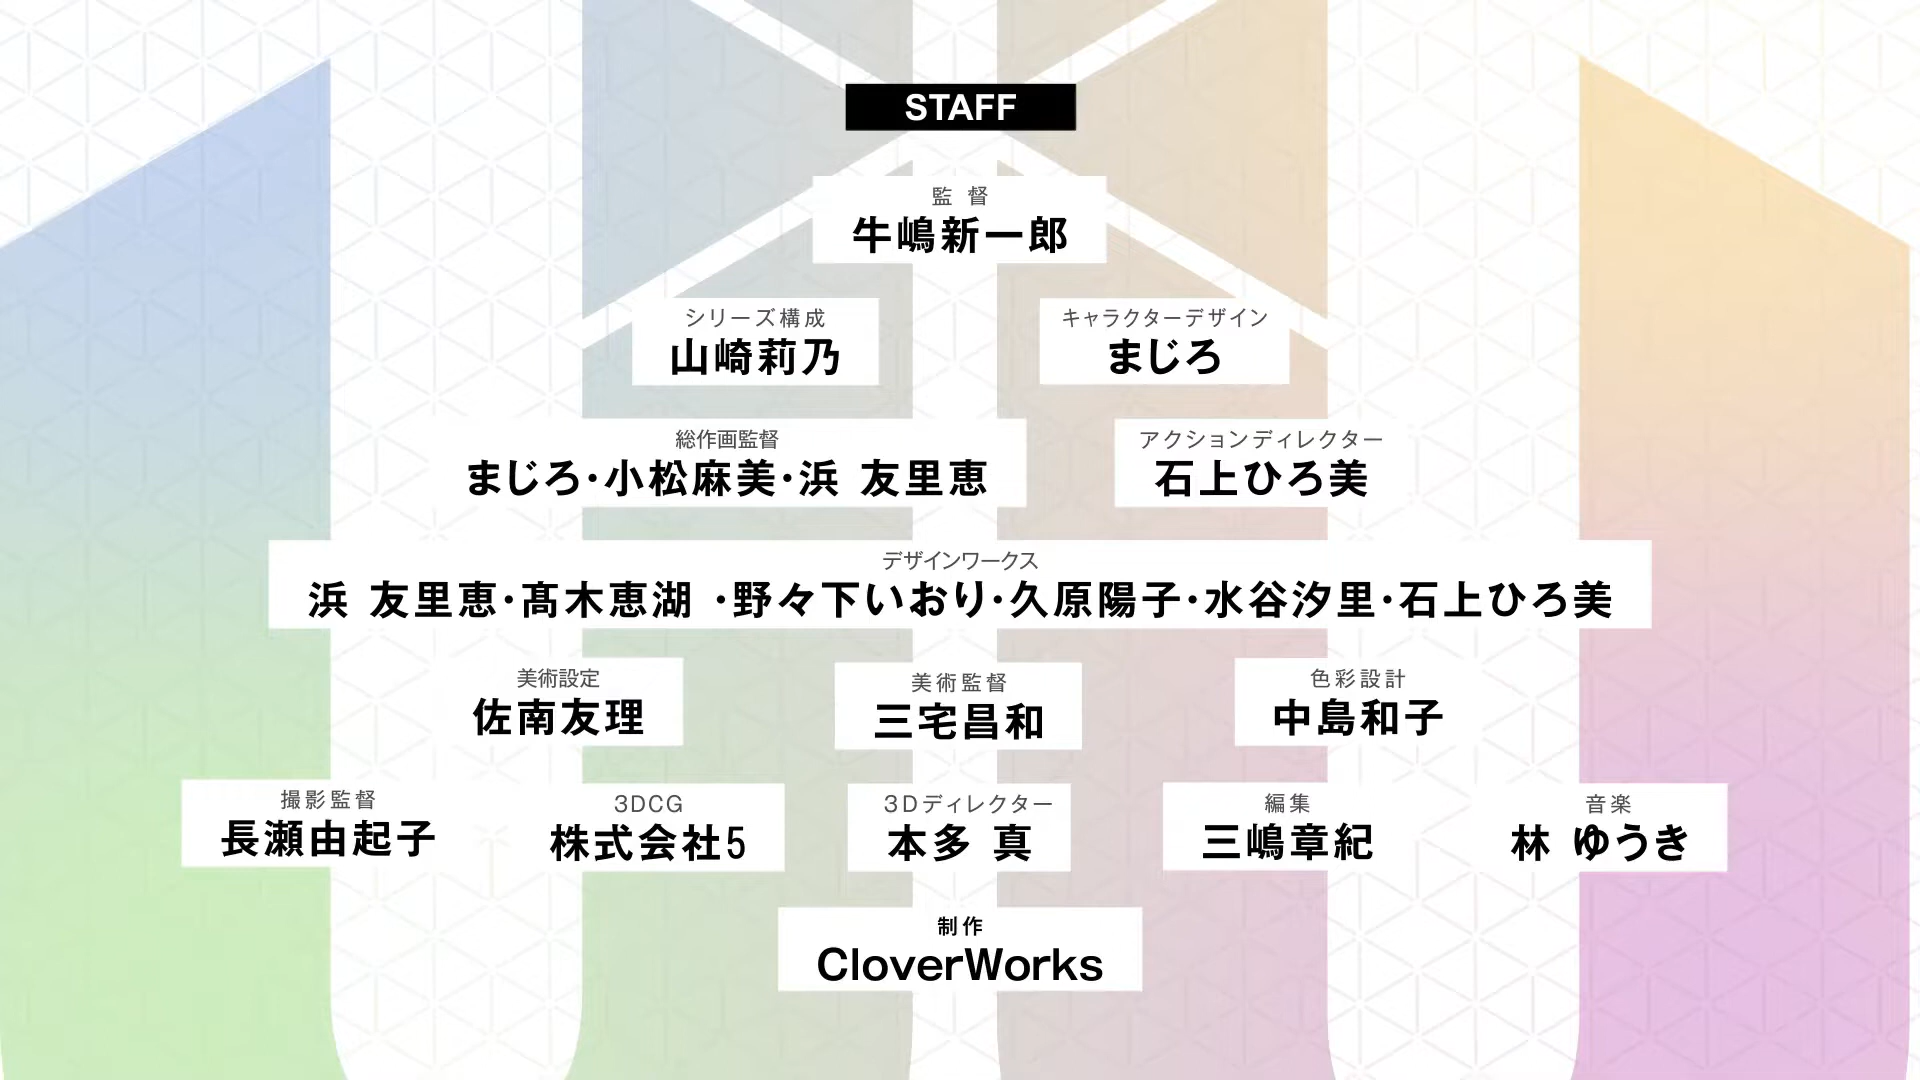 STAFF
監 督
牛嶋新一郎
シリーズ構成
山崎莉乃
キャラクターデザイン
まじろ
総作画監督
まじろ・小松麻美・浜 友里恵
アクションディレクター
石上ひろ美
デザインワークス
浜 友里恵・髙木恵湖 ・野々下いおり・久原陽子・水谷汐里・石上ひろ美
美術設定
佐南友理
美術監督
三宅昌和
色彩設計
中島和子
撮影監督
長瀬由起子
3DCG
株式会社5
3Dディレクター
本多 真
編集
三嶋章紀
音楽
林 ゆうき
制作
CloverWorks